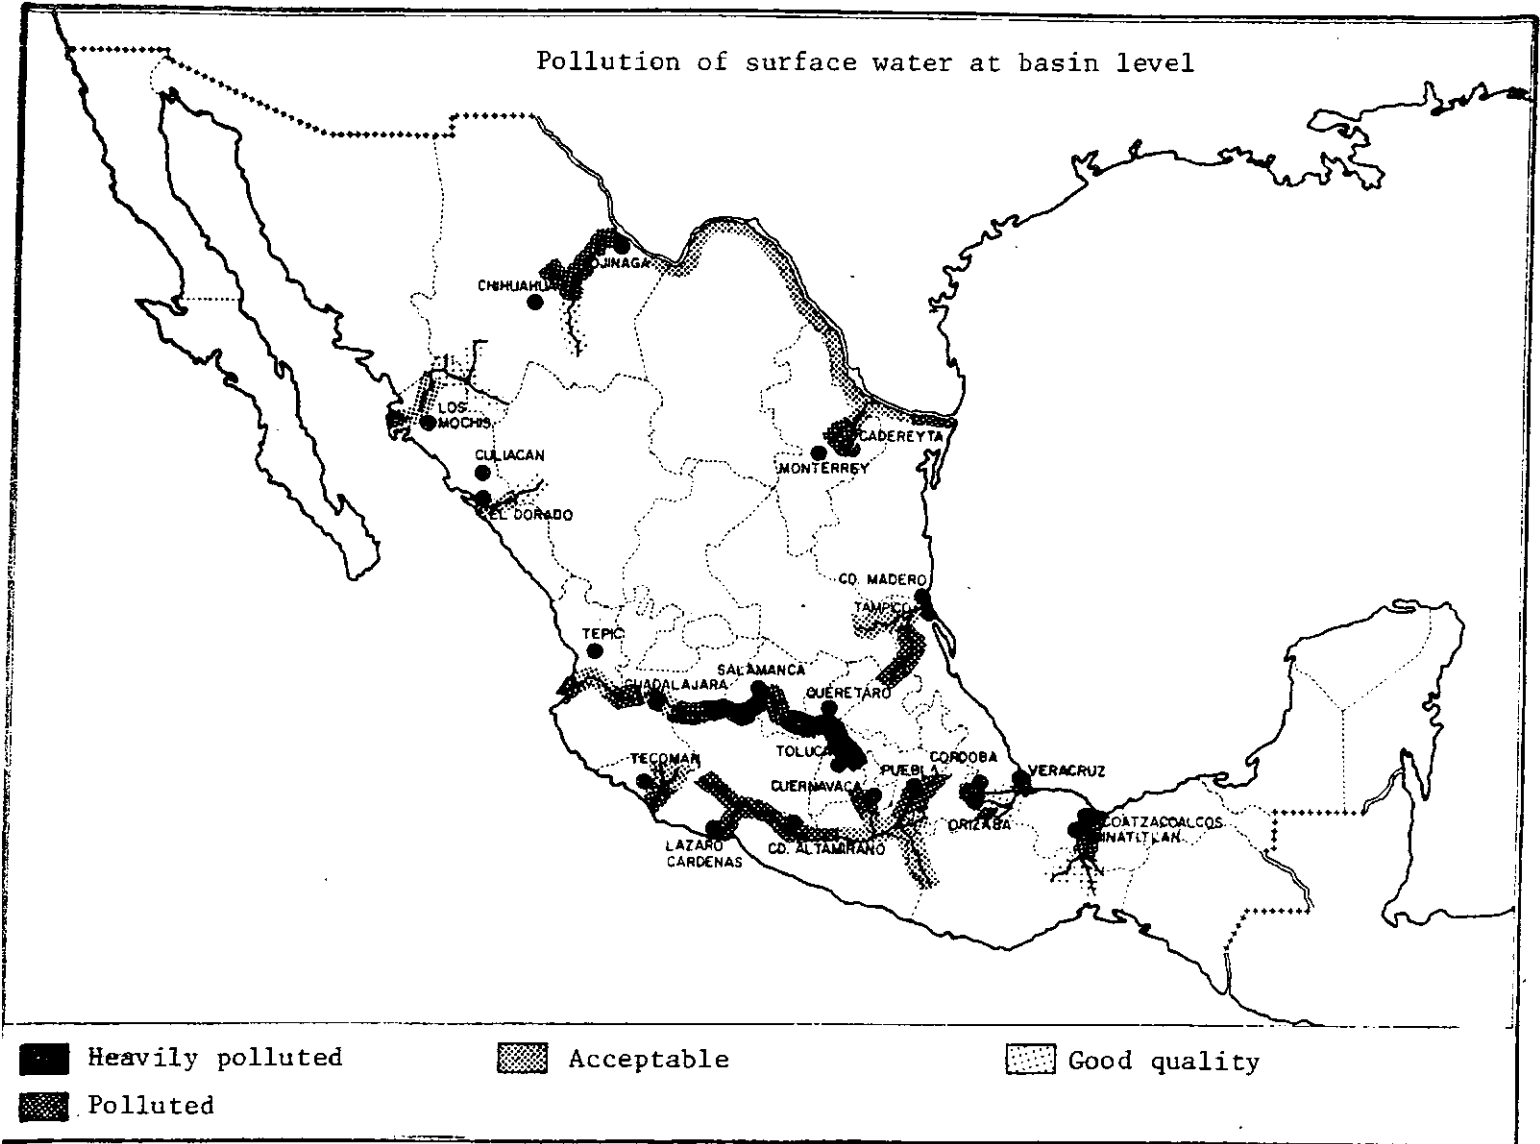 Pollution of surface water at basin level
OJINAGA
CHIHUAHUA
LOS
MOCHIS
CADEREYTA
MONTERREY
CULIACAN
EL DORADO
CD. MADERO
TAMPICO
TEPIC
SALAMANCA
GUADALAJARA
QUERETARO
TOLUCA
TECOMAN
CORDOBA
PUEBLA
VERACRUZ
CUERNAVACA
ORIZABA
COATZACOALCOS
MINATITLAN
LAZARO
CARDENAS
CD. ALTAMIRANO
Heavily polluted
Acceptable
Good quality
Polluted